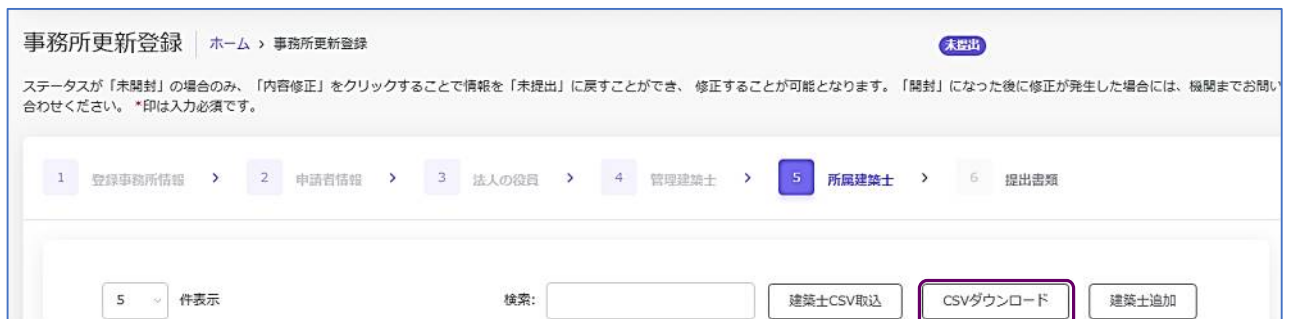 事務所更新登録 ホーム › 事務所更新登録 未提出
ステータスが「未開封」の場合のみ、「内容修正」をクリックすることで情報を「未提出」に戻すことができ、 修正することが可能となります。「開封」になった後に修正が発生した場合には、機関までお問い
合わせください。 *印は入力必須です。
1 登録事務所情報 › 2 申請者情報 › 3 法人の役員 › 4 管理建築士 › 5 所属建築士 › 6 提出書類
5 件表示 検索: 建築士CSV取込 CSVダウンロード 建築士追加